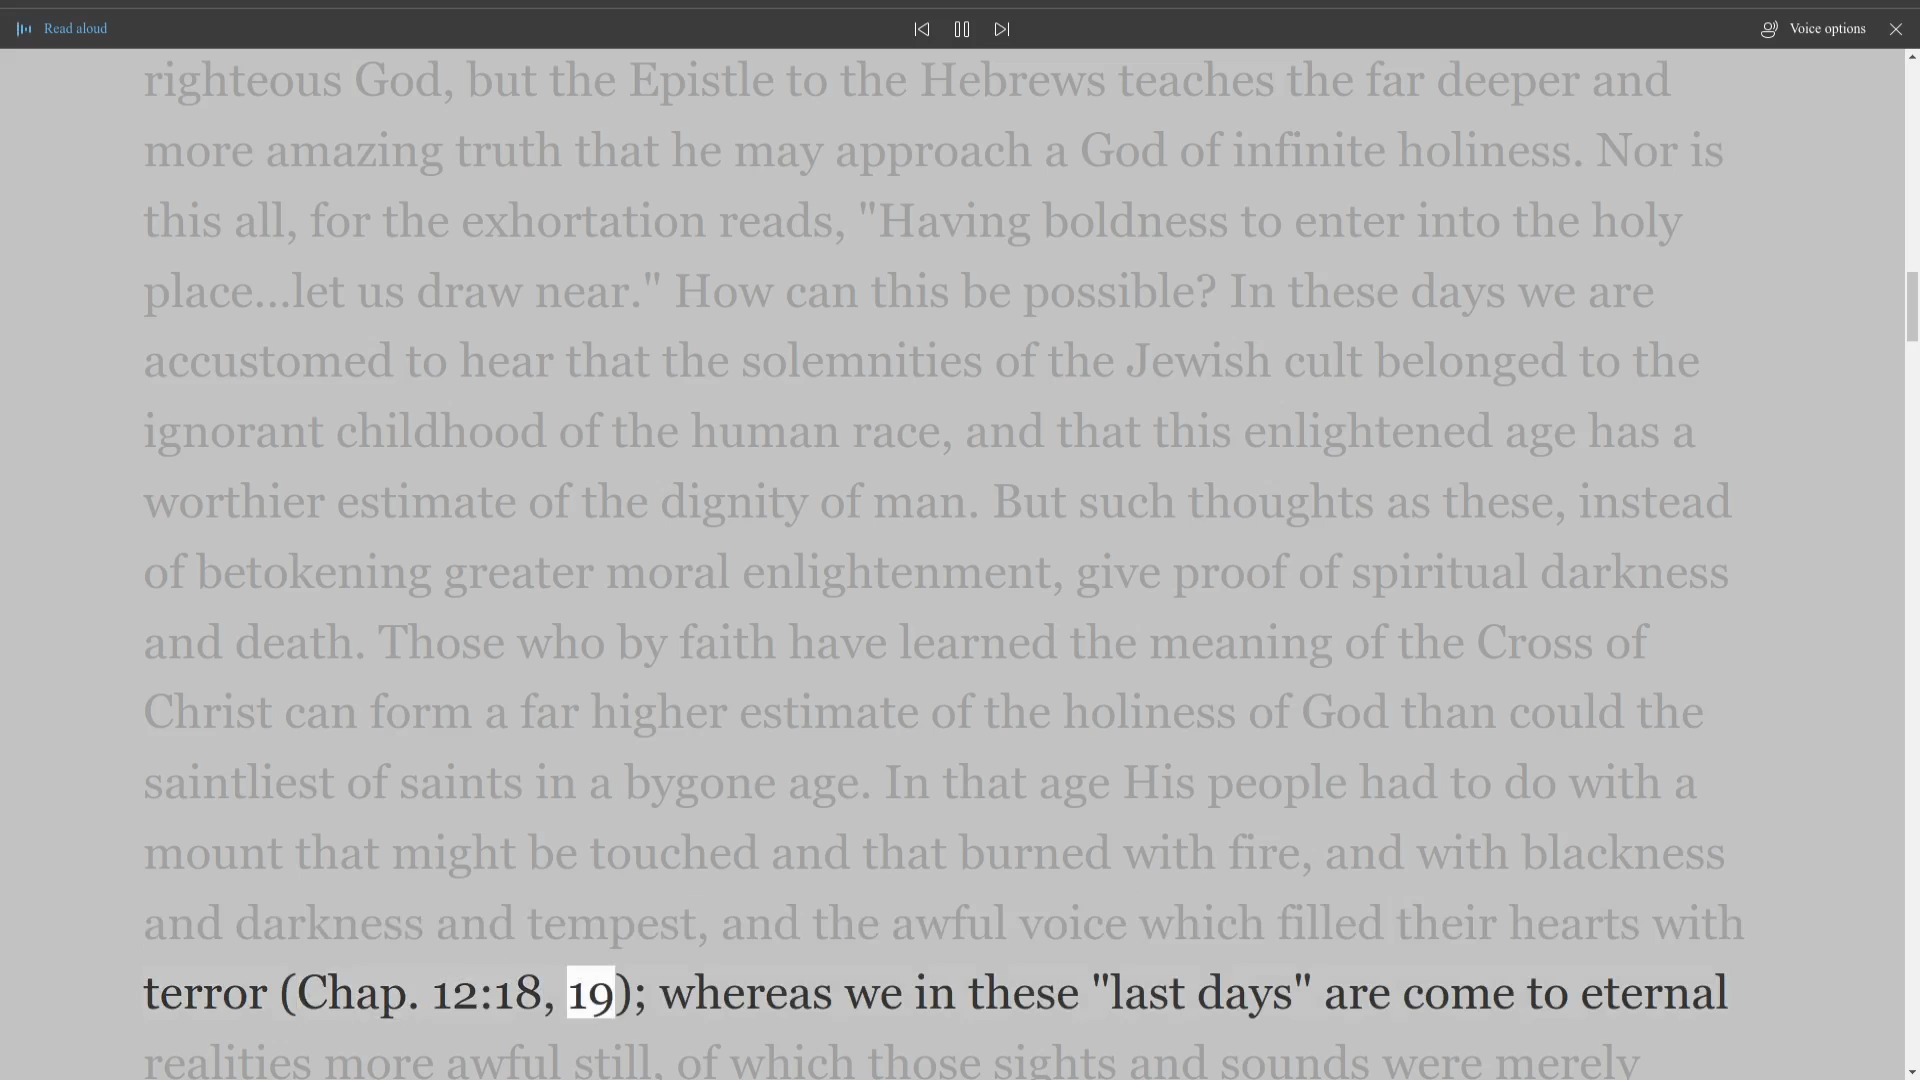 Read aloud
Voice options
righteous God, but the Epistle to the Hebrews teaches the far deeper and
more amazing truth that he may approach a God of infinite holiness. Nor is
this all, for the exhortation reads, "Having boldness to enter into the holy
place...let us draw near." How can this be possible? In these days we are
accustomed to hear that the solemnities of the Jewish cult belonged to the
ignorant childhood of the human race, and that this enlightened age has a
worthier estimate of the dignity of man. But such thoughts as these, instead
of betokening greater moral enlightenment, give proof of spiritual darkness
and death. Those who by faith have learned the meaning of the Cross of
Christ can form a far higher estimate of the holiness of God than could the
saintliest of saints in a bygone age. In that age His people had to do with a
mount that might be touched and that burned with fire, and with blackness
and darkness and tempest, and the awful voice which filled their hearts with
terror (Chap. 12:18, 19); whereas we in these "last days" are come to eternal
realities more awful still, of which those sights and sounds were merely